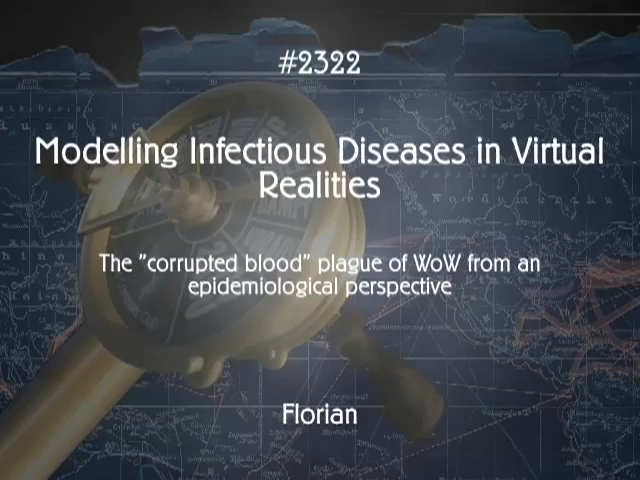 #2322
Modelling Infectious Diseases in Virtual
Realities
The "corrupted blood" plague of WoW from an
epidemiological perspective
Florian